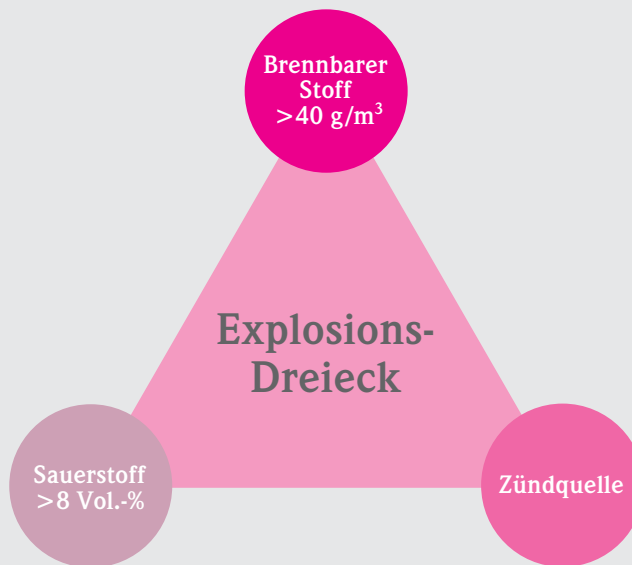 Brennbarer
Stoff
>40 g/m³
Explosions-
Dreieck
Sauerstoff
>8 Vol.-%
Zündquelle